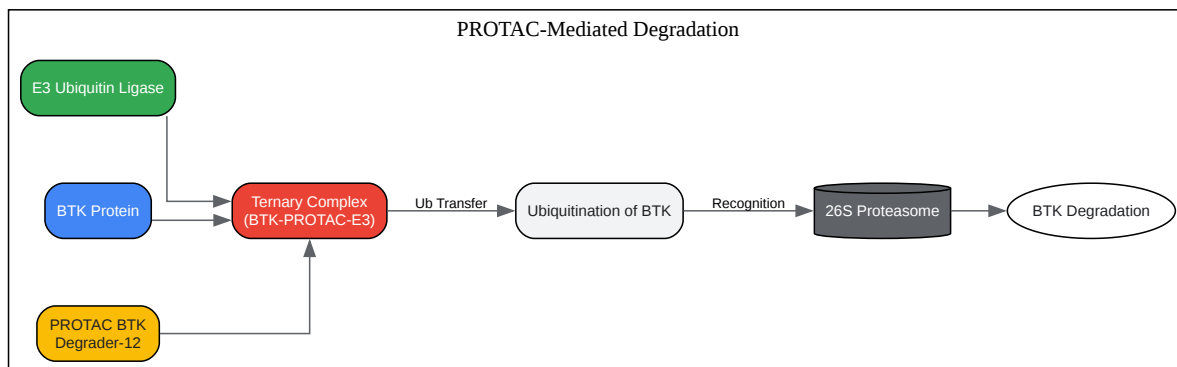 PROTAC-Mediated Degradation
E3 Ubiquitin Ligase
BTK Protein
PROTAC BTK
Degrader-12
Ternary Complex
(BTK-PROTAC-E3)
Ub Transfer
Ubiquitination of BTK
Recognition
26S Proteasome
BTK Degradation